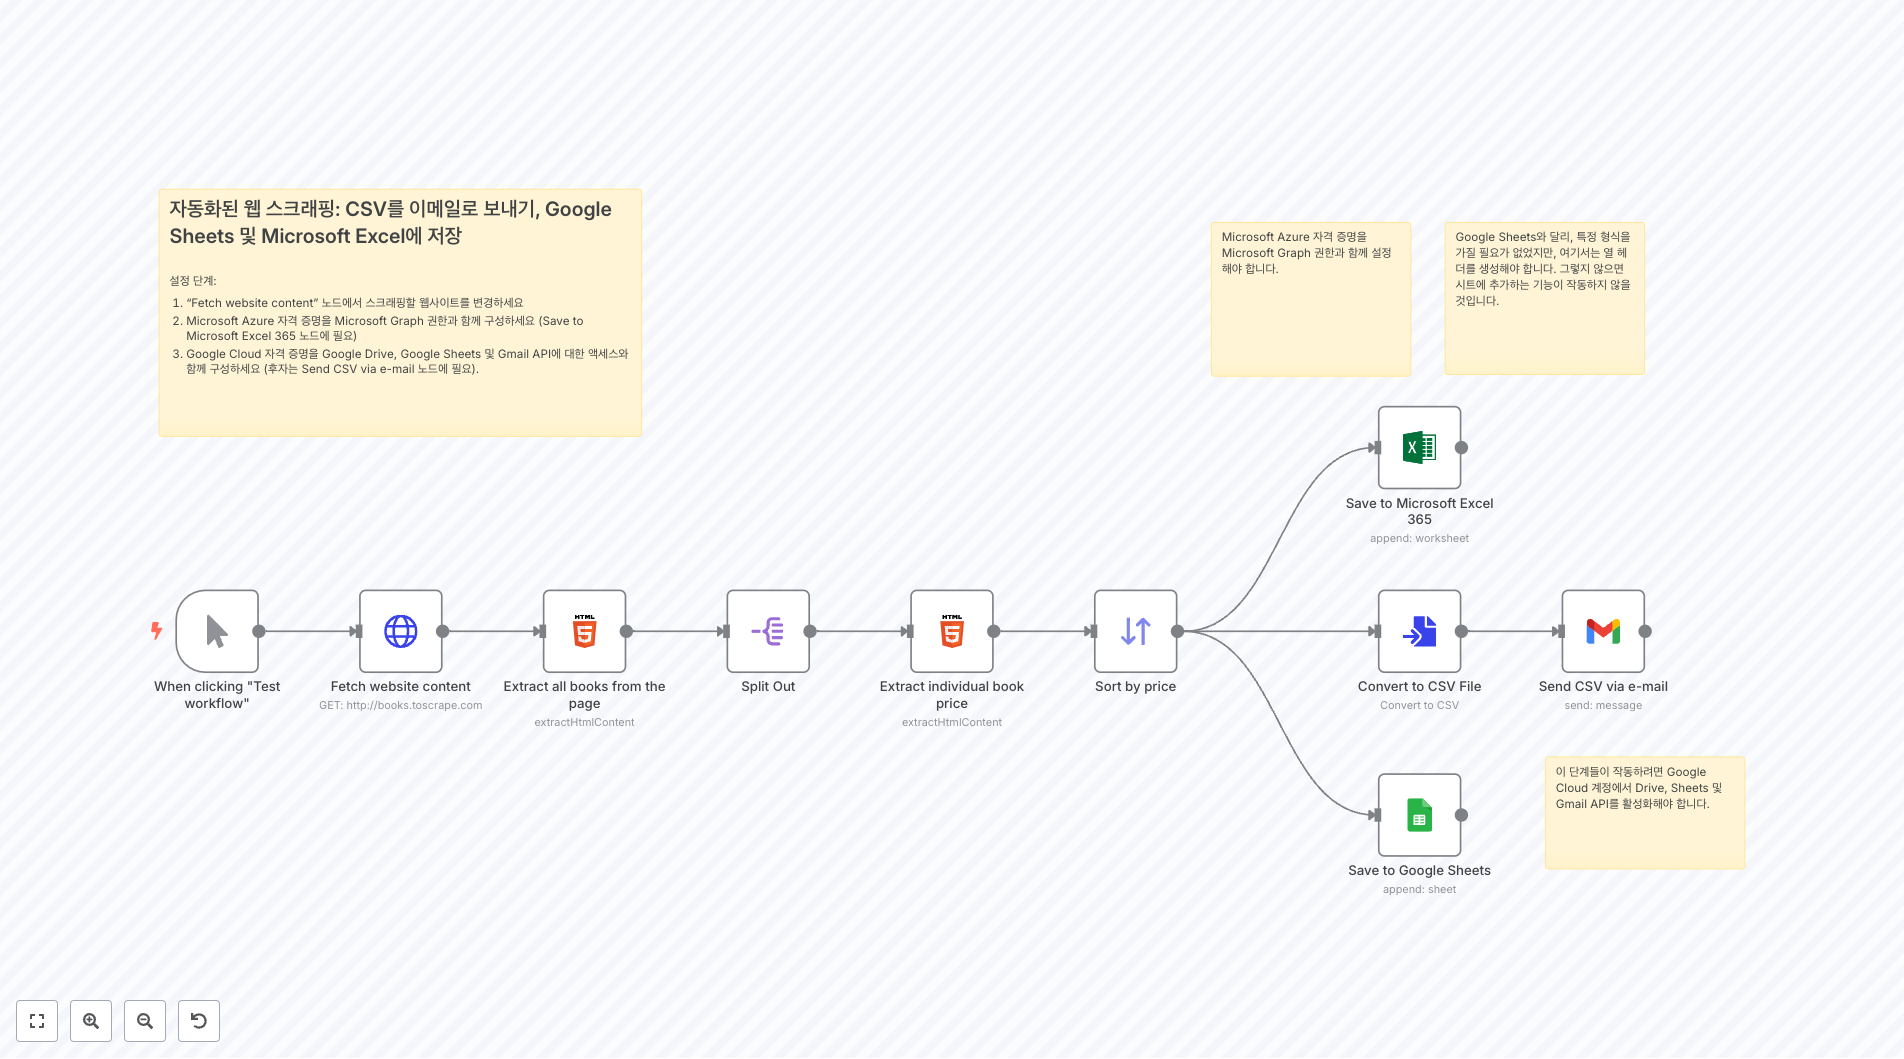 자동화된 웹 스크래핑: CSV를 이메일로 보내기, Google
Sheets 및 Microsoft Excel에 저장
설정 단계:
1. “Fetch website content” 노드에서 스크래핑할 웹사이트를 변경하세요
2. Microsoft Azure 자격 증명을 Microsoft Graph 권한과 함께 구성하세요 (Save to
Microsoft Excel 365 노드에 필요)
3. Google Cloud 자격 증명을 Google Drive, Google Sheets 및 Gmail API에 대한 액세스와
함께 구성하세요 (후자는 Send CSV via e-mail 노드에 필요).
Microsoft Azure 자격 증명을
Microsoft Graph 권한과 함께 설정
해야 합니다.
Google Sheets와 달리, 특정 형식을
가질 필요가 없었지만, 여기서는 열 헤
더를 생성해야 합니다. 그렇지 않으면
시트에 추가하는 기능이 작동하지 않을
것입니다.
Save to Microsoft Excel
365
append: worksheet
When clicking "Test
workflow"
Fetch website content
GET: http://books.toscrape.com
HTML
Extract all books from the
page
extractHtmlContent
Split Out
HTML
Extract individual book
price
extractHtmlContent
Sort by price
Convert to CSV File
Convert to CSV
Send CSV via e-mail
send: message
이 단계들이 작동하려면 Google
Cloud 계정에서 Drive, Sheets 및
Gmail API를 활성화해야 합니다.
Save to Google Sheets
append: sheet